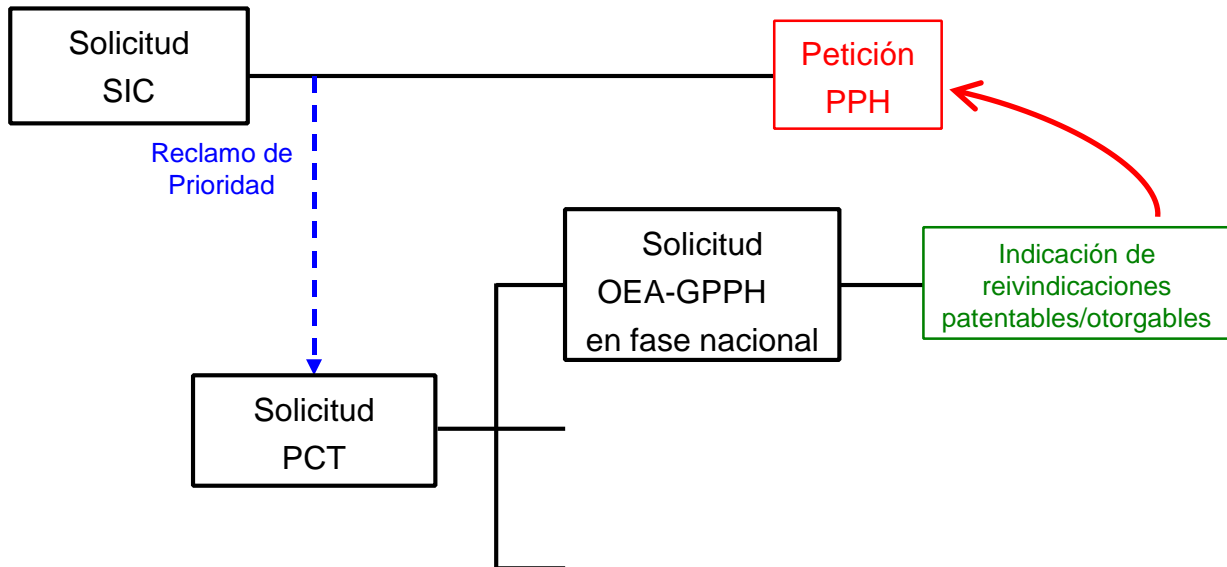 Solicitud
SIC
Petición
PPH
Reclamo de
Prioridad
Solicitud
OEA-GPPH
en fase nacional
Indicación de
reivindicaciones
patentables/otorgables
Solicitud
PCT